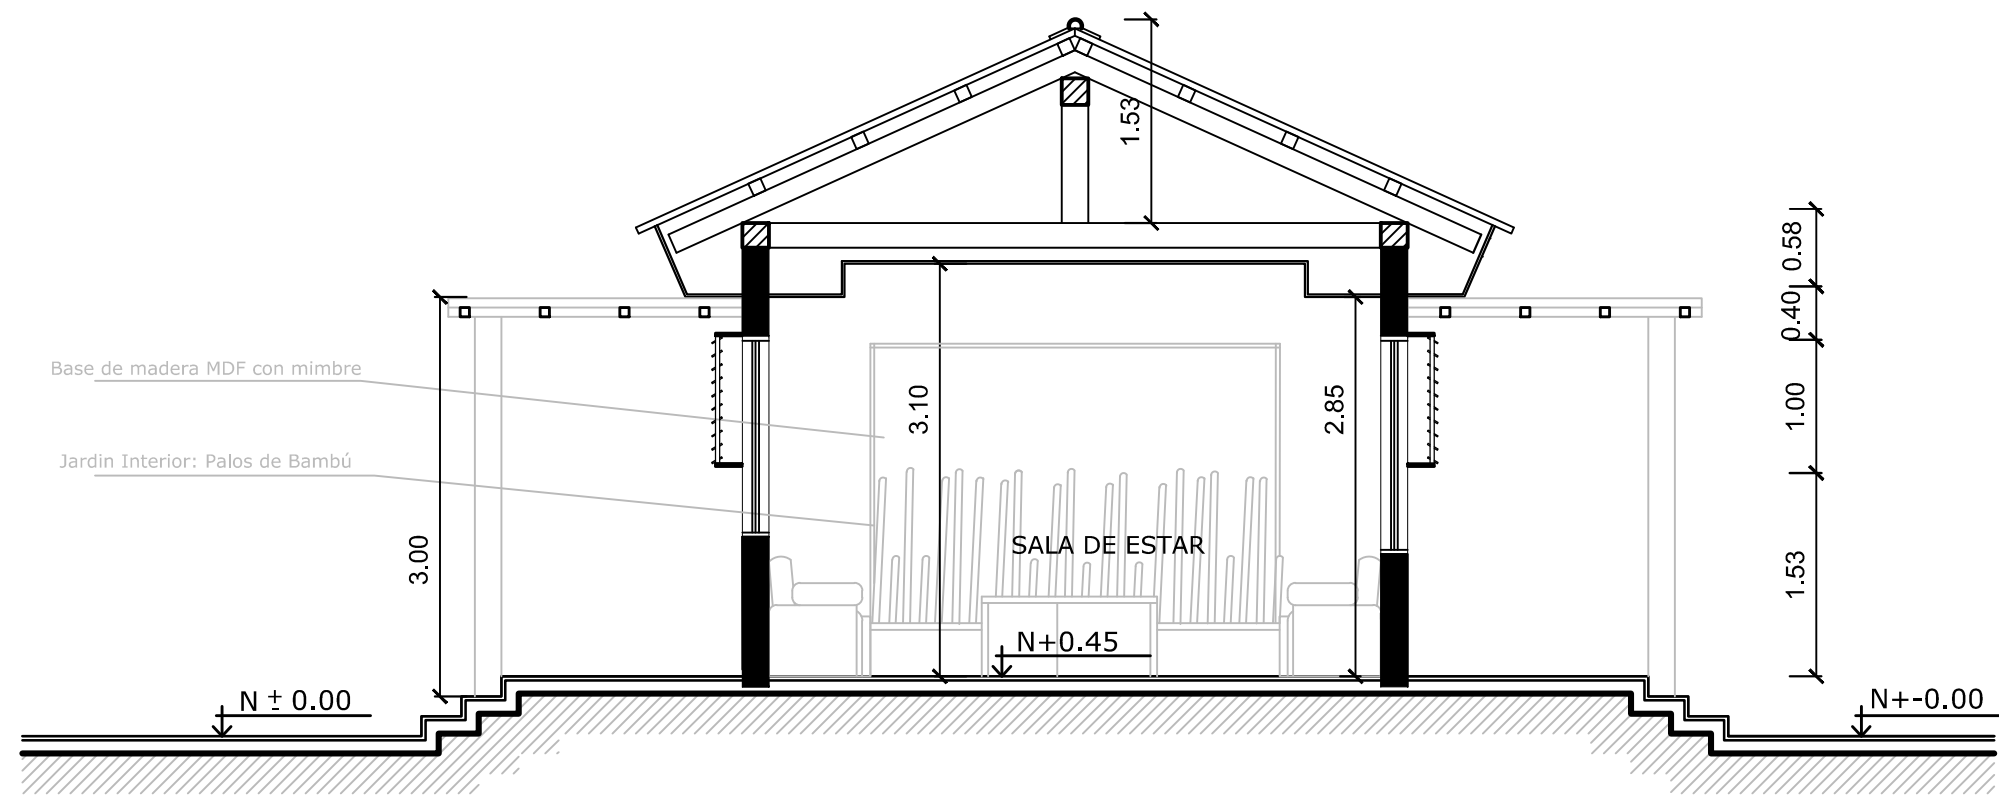 1.53
0.58
0.40
1.00
1.53
Base de madera MDF con mimbre
Jardin Interior: Palos de Bambú
3.10
2.85
3.00
SALA DE ESTAR
N+0.45
N ± 0.00
N+-0.00